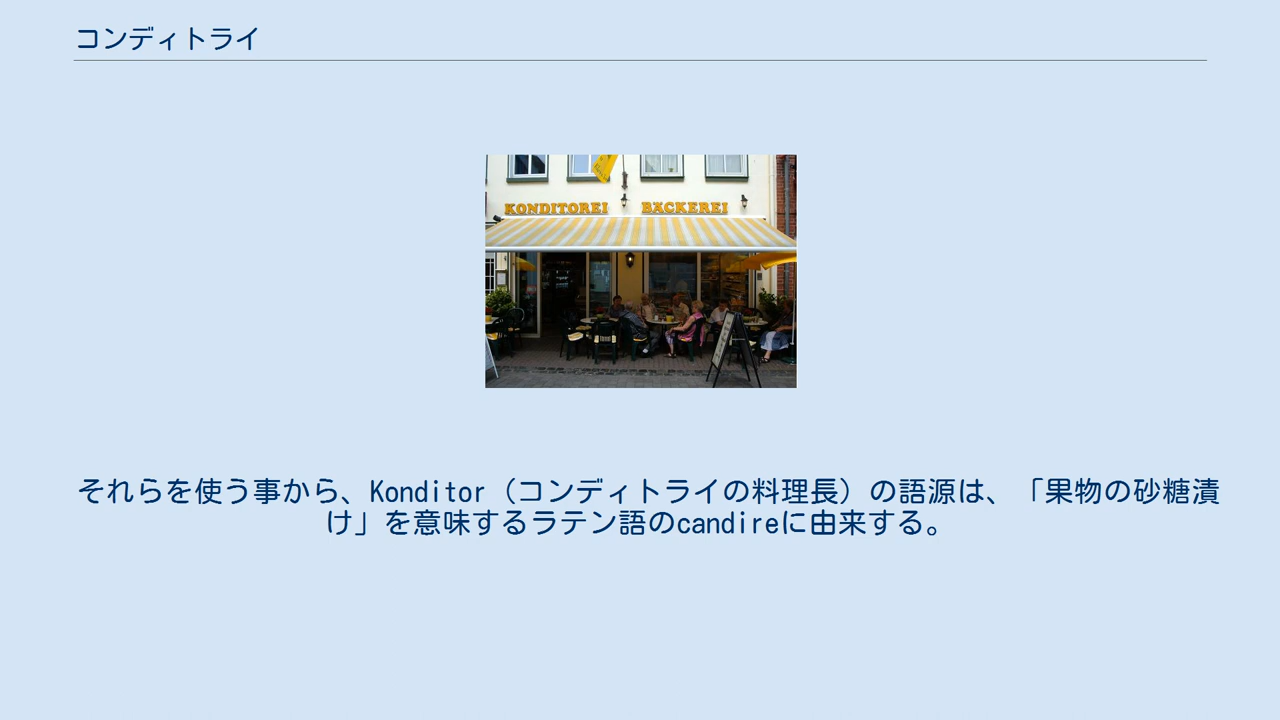 コンディトライ
KONDITOREI BÄCKEREI
それらを使う事から、Konditor（コンディトライの料理長）の語源は、「果物の砂糖漬
け」を意味するラテン語のcandireに由来する。